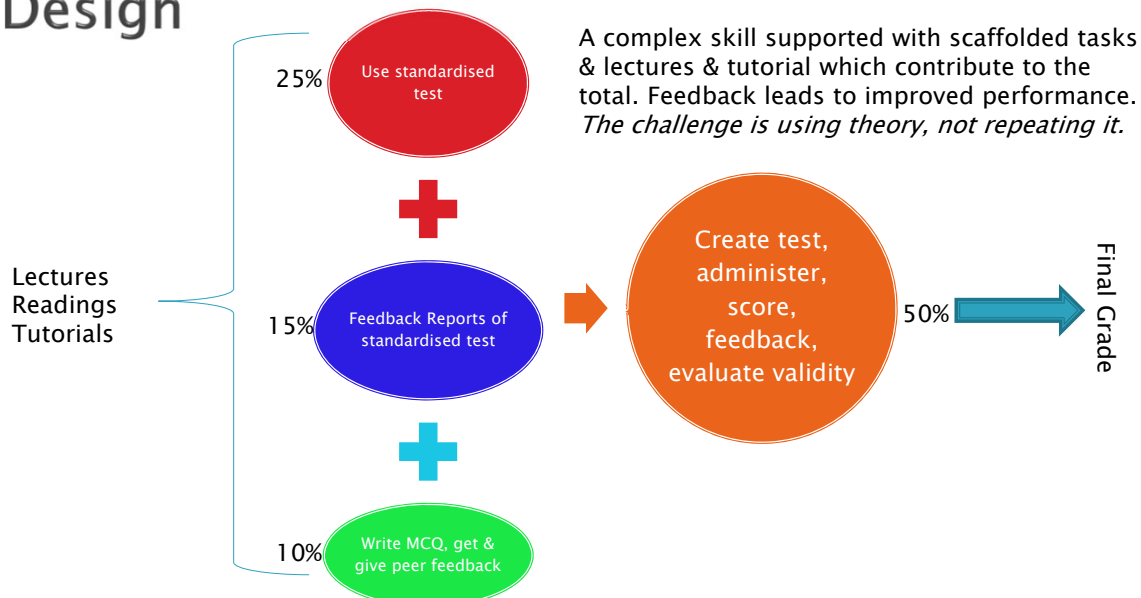 Design
A complex skill supported with scaffolded tasks
& lectures & tutorial which contribute to the
total. Feedback leads to improved performance.
The challenge is using theory, not repeating it.
Lectures
Readings
Tutorials
25%
Use standardised
test
15%
Feedback Reports of
standardised test
10%
Write MCQ, get &
give peer feedback
Create test,
administer,
score,
feedback,
evaluate validity
50%
Final Grade